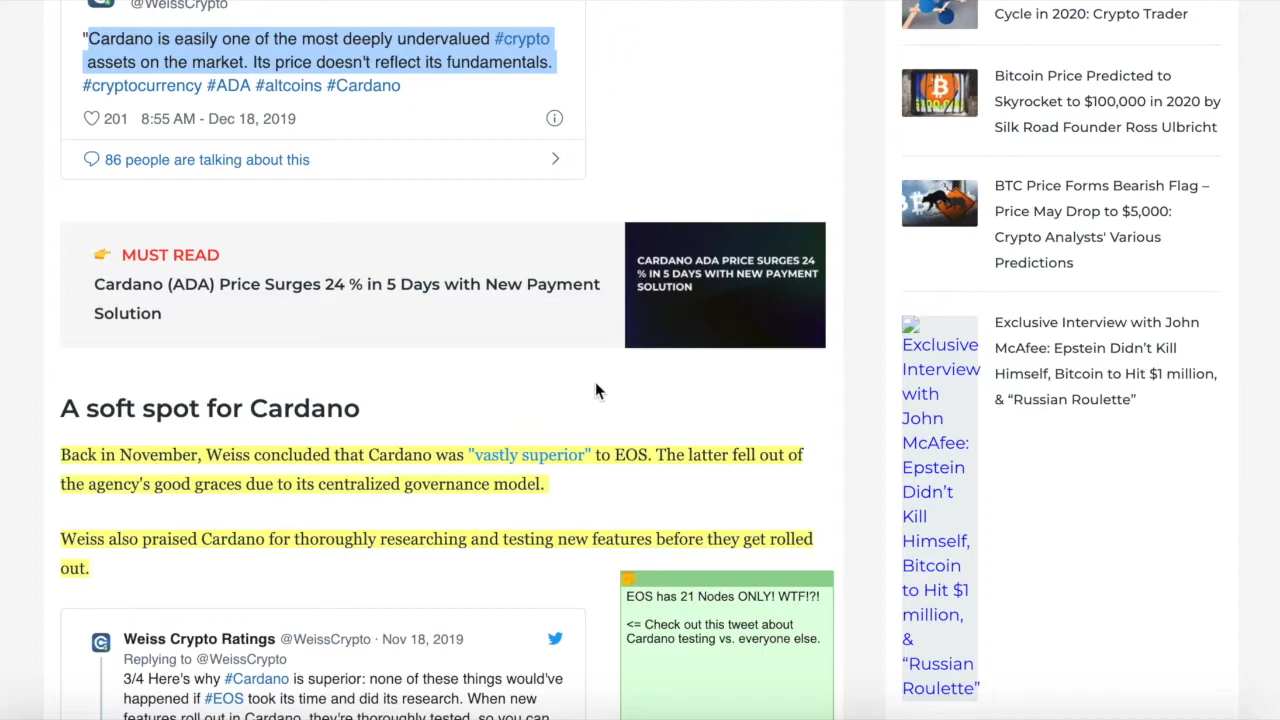 @WeissCrypto
"Cardano is easily one of the most deeply undervalued #crypto
assets on the market. Its price doesn't reflect its fundamentals.
#cryptocurrency #ADA #altcoins #Cardano
201 8:55 AM - Dec 18, 2019
86 people are talking about this
👉 MUST READ
Cardano (ADA) Price Surges 24 % in 5 Days with New Payment
Solution
CARDANO ADA PRICE SURGES 24
% IN 5 DAYS WITH NEW PAYMENT
SOLUTION
A soft spot for Cardano
Back in November, Weiss concluded that Cardano was "vastly superior" to EOS. The latter fell out of
the agency's good graces due to its centralized governance model.
Weiss also praised Cardano for thoroughly researching and testing new features before they get rolled
out.
Weiss Crypto Ratings @WeissCrypto · Nov 18, 2019
Replying to @WeissCrypto
3/4 Here's why #Cardano is superior: none of these things would've
happened if #EOS took its time and did its research. When new
features roll out in Cardano, they're thoroughly tested, so you can
EOS has 21 Nodes ONLY! WTF!?!
<= Check out this tweet about
Cardano testing vs. everyone else.
Cycle in 2020: Crypto Trader
Bitcoin Price Predicted to
Skyrocket to $100,000 in 2020 by
Silk Road Founder Ross Ulbricht
BTC Price Forms Bearish Flag –
Price May Drop to $5,000:
Crypto Analysts' Various
Predictions
Exclusive
Interview
with
John
McAfee:
Epstein
Didn't
Kill
Himself,
Bitcoin
to Hit $1
million,
&
“Russian
Roulette”
Exclusive Interview with John
McAfee: Epstein Didn't Kill
Himself, Bitcoin to Hit $1 million,
& “Russian Roulette”